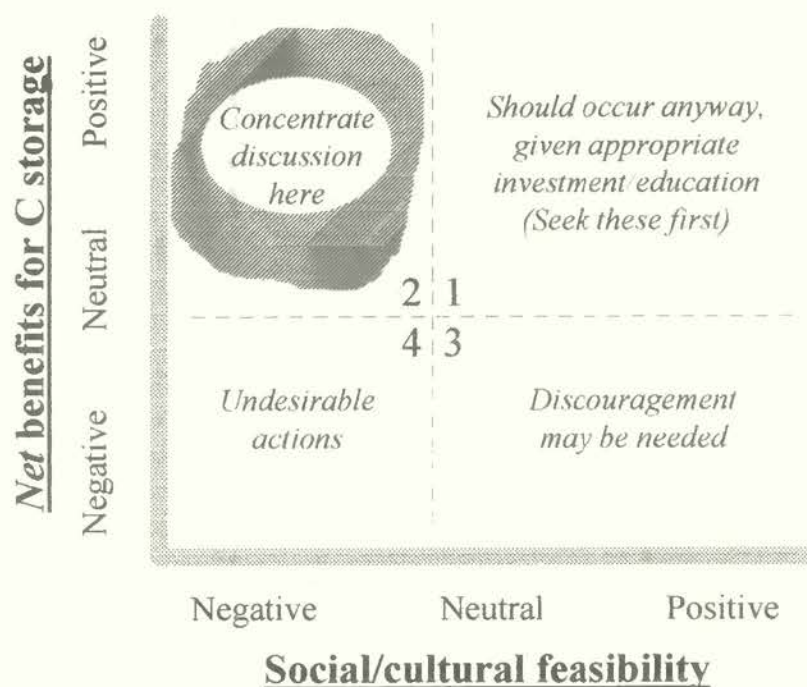 Net benefits for C storage
Positive
Neutral
Negative
Concentrate
discussion
here
Should occur anyway,
given appropriate
investment/education
(Seek these first)
2 1
4 3
Undesirable
actions
Discouragement
may be needed
Negative Neutral Positive
Social/cultural feasibility